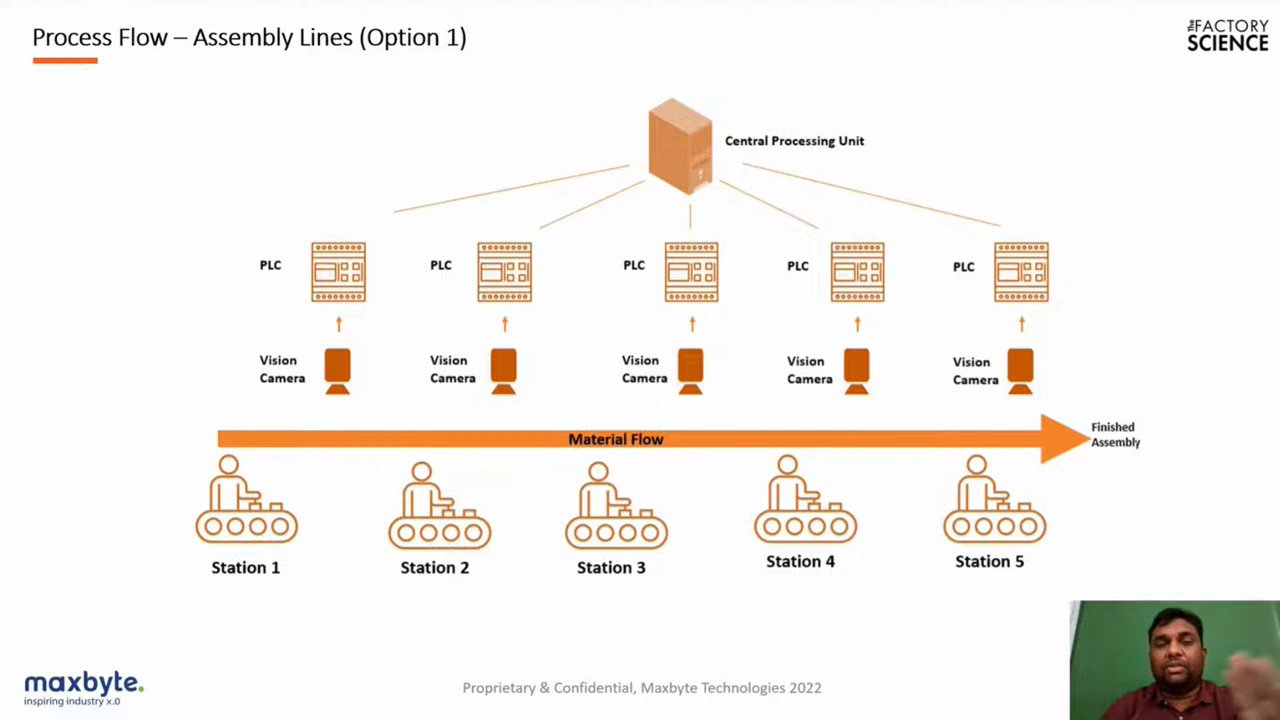 Process Flow – Assembly Lines (Option 1)
the FACTORY
SCIENCE
Central Processing Unit
PLC
PLC
PLC
PLC
PLC
Vision
Camera
Vision
Camera
Vision
Camera
Vision
Camera
Vision
Camera
Material Flow
Finished
Assembly
Station 1
Station 2
Station 3
Station 4
Station 5
maxbyte.
inspiring industry x.0
Proprietary & Confidential, Maxbyte Technologies 2022